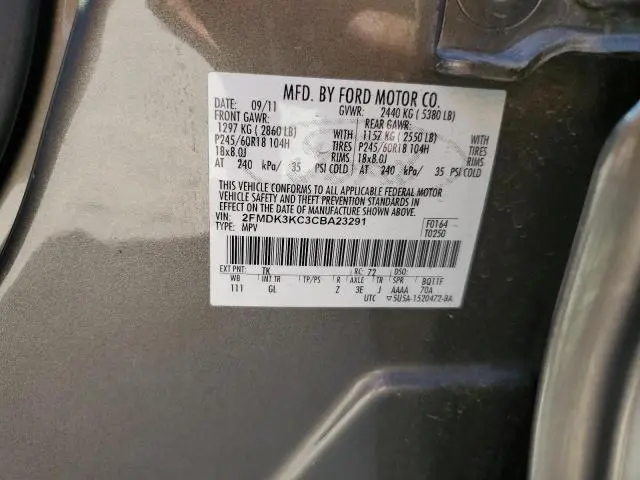 MFD. BY FORD MOTOR CO.
DATE: 09/11 GVWR: 2440 KG ( 5380 LB)
FRONT GAWR: REAR GAWR:
1297 KG ( 2860 LB) WITH 1157 KG ( 2550 LB) WITH
P245/60R18 104H TIRES P245/60R18 104H TIRES
18x8.0J RIMS 18x8.0J RIMS
AT 240 kPa/ 35 PSI COLD AT 240 kPa/ 35 PSI COLD
THIS VEHICLE CONFORMS TO ALL APPLICABLE FEDERAL MOTOR
VEHICLE SAFETY AND THEFT PREVENTION STANDARDS IN
EFFECT ON THE DATE OF MANUFACTURE SHOWN ABOVE.
VIN: 2FMDK3KC3CBA23291 F0164
TYPE: MPV T0250
EXT PNT: TK RC: 72 DSO:
WB INT TR TP/PS R AXLE TR SPR BQ11F
111 GL Z 3E J AAAA 70A
UTC ▽5U5A-1520472-BA